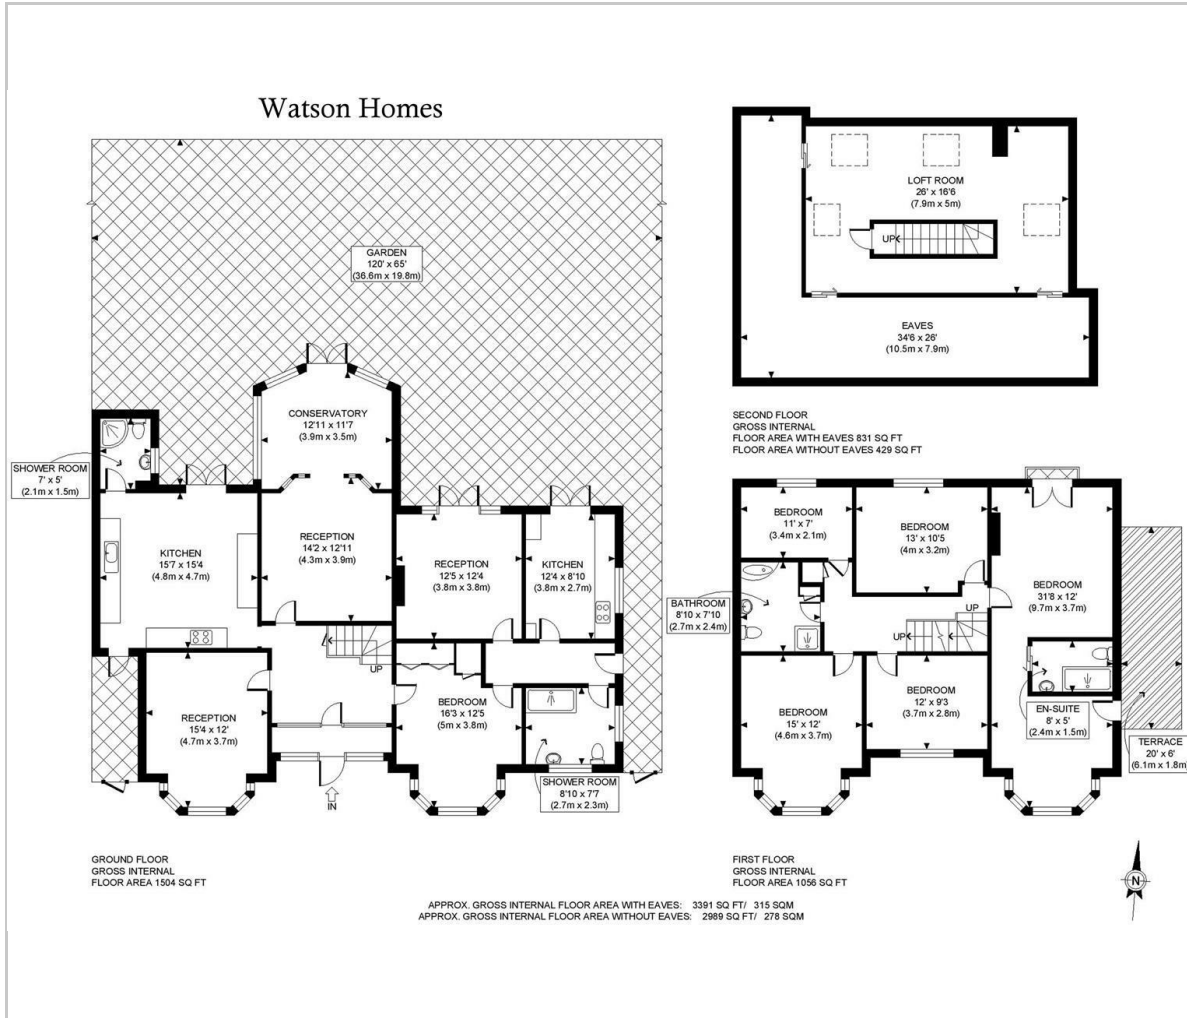 Watson Homes
GARDEN
120' x 65'
(36.6m x 19.8m)
CONSERVATORY
12'11 x 11'7
(3.9m x 3.5m)
SHOWER ROOM
7' x 5'
(2.1m x 1.5m)
KITCHEN
15'7 x 15'4
(4.8m x 4.7m)
RECEPTION
14'2 x 12'11
(4.3m x 3.9m)
RECEPTION
12'5 x 12'4
(3.8m x 3.8m)
KITCHEN
12'4 x 8'10
(3.8m x 2.7m)
UP
RECEPTION
15'4 x 12'
(4.7m x 3.7m)
BEDROOM
16'3 x 12'5
(5m x 3.8m)
SHOWER ROOM
8'10 x 7'7
(2.7m x 2.3m)
IN
GROUND FLOOR
GROSS INTERNAL
FLOOR AREA 1504 SQ FT
LOFT ROOM
26' x 16'6
(7.9m x 5m)
UP
EAVES
34'6 x 26'
(10.5m x 7.9m)
SECOND FLOOR
GROSS INTERNAL
FLOOR AREA WITH EAVES 831 SQ FT
FLOOR AREA WITHOUT EAVES 429 SQ FT
BEDROOM
11' x 7'
(3.4m x 2.1m)
BEDROOM
13' x 10'5
(4m x 3.2m)
BEDROOM
31'8 x 12'
(9.7m x 3.7m)
BATHROOM
8'10 x 7'10
(2.7m x 2.4m)
UP
UP
BEDROOM
15' x 12'
(4.6m x 3.7m)
BEDROOM
12' x 9'3
(3.7m x 2.8m)
EN-SUITE
8' x 5'
(2.4m x 1.5m)
TERRACE
20' x 6'
(6.1m x 1.8m)
FIRST FLOOR
GROSS INTERNAL
FLOOR AREA 1056 SQ FT
N
APPROX. GROSS INTERNAL FLOOR AREA WITH EAVES: 3391 SQ FT/ 315 SQM
APPROX. GROSS INTERNAL FLOOR AREA WITHOUT EAVES: 2989 SQ FT/ 278 SQM